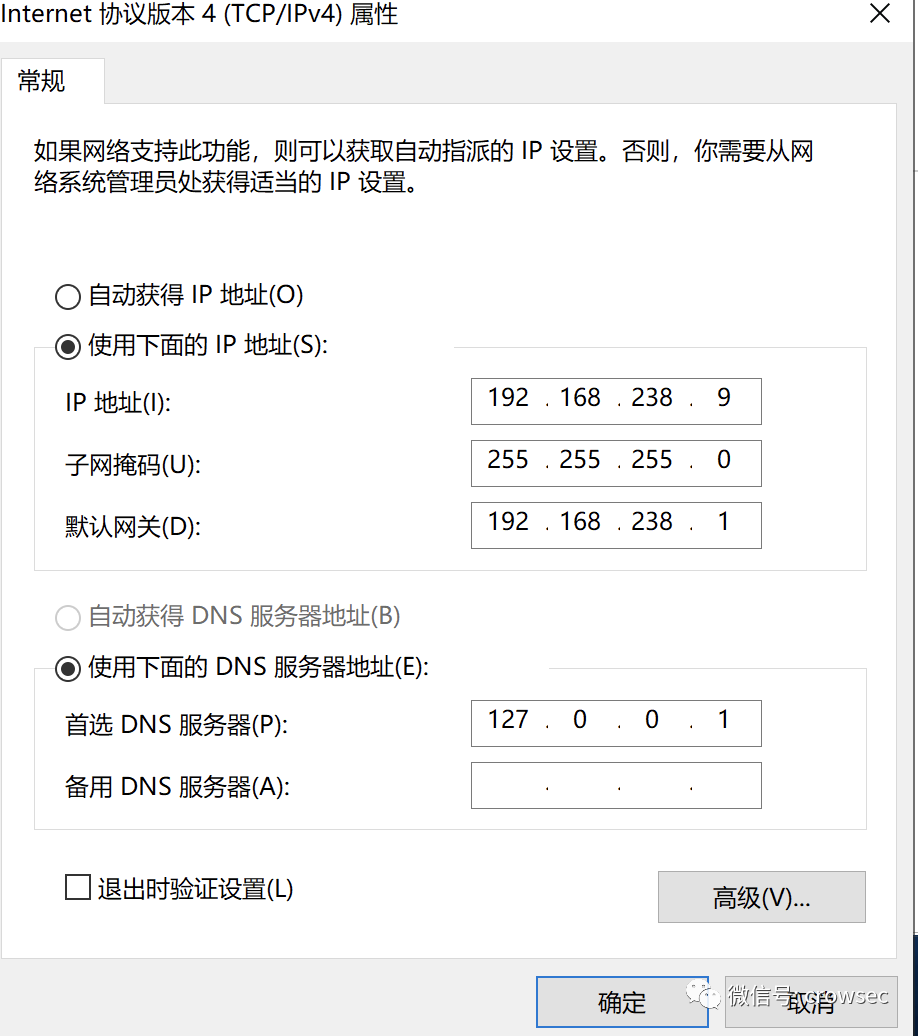 Internet 协议版本 4 (TCP/IPv4) 属性
常规
如果网络支持此功能，则可以获取自动指派的 IP 设置。否则，你需要从网
络系统管理员处获得适当的 IP 设置。
自动获得 IP 地址(O)
使用下面的 IP 地址(S):
IP 地址(I): 192 . 168 . 238 . 9
子网掩码(U): 255 . 255 . 255 . 0
默认网关(D): 192 . 168 . 238 . 1
自动获得 DNS 服务器地址(B)
使用下面的 DNS 服务器地址(E):
首选 DNS 服务器(P): 127 . 0 . 0 . 1
备用 DNS 服务器(A): . . .
退出时验证设置(L)
高级(V)...
确定 取消
微信号: crowsec